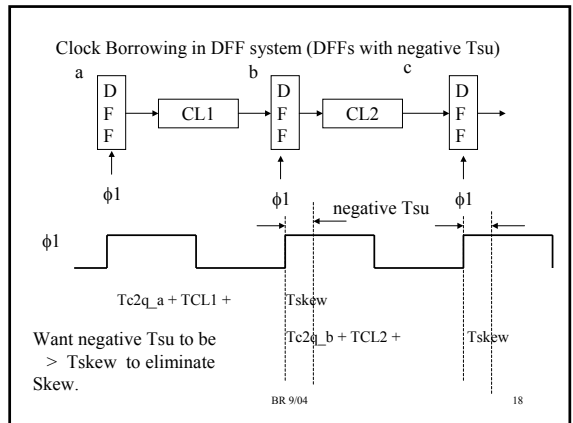 Clock Borrowing in DFF system (DFFs with negative Tsu)
a b c
D D D
F CL1 F CL2 F
F F F
ϕ1 ϕ1 ϕ1
negative Tsu
ϕ1
Tc2q_a + TCL1 + Tskew
Tc2q_b + TCL2 + Tskew
Want negative Tsu to be
> Tskew to eliminate
Skew.
BR 9/04 18